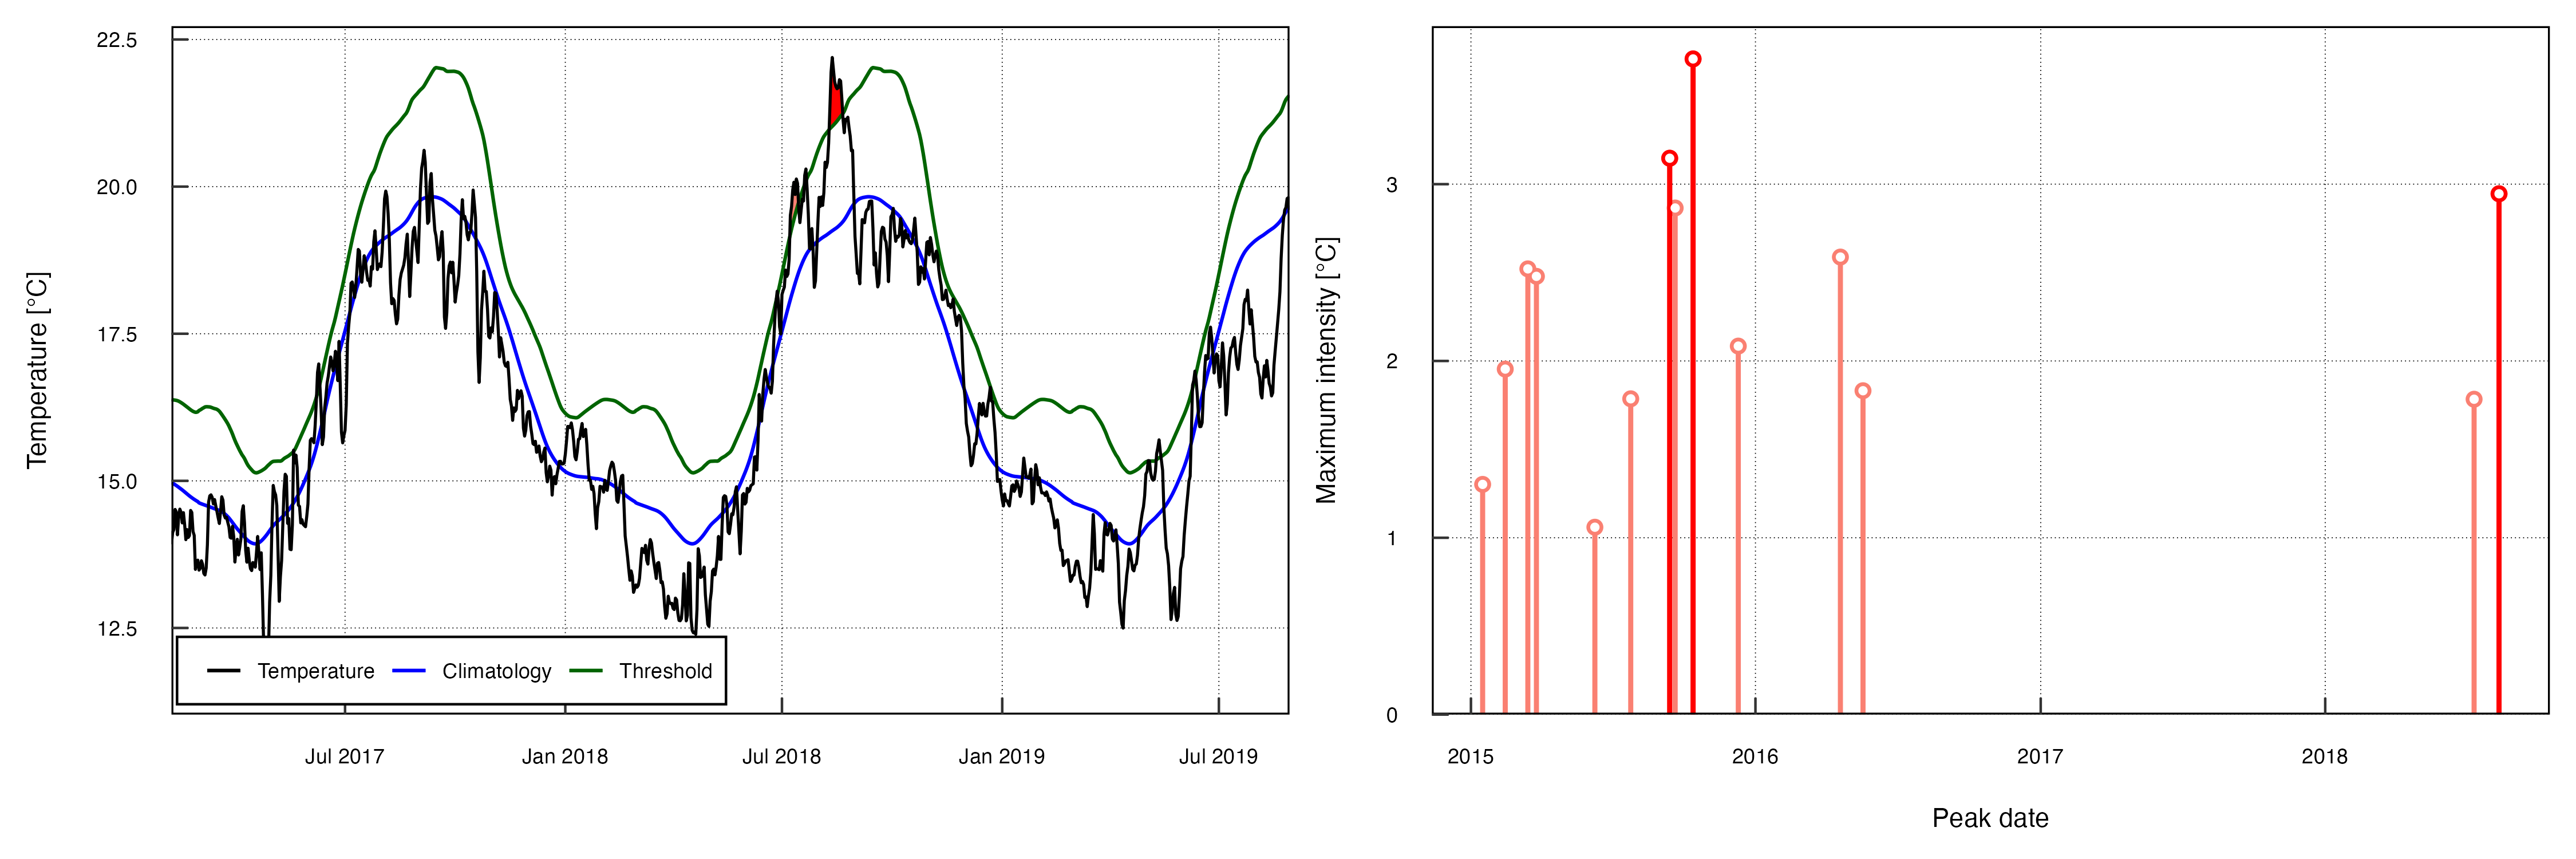 22.5
20.0
17.5
15.0
12.5
Temperature [°C]
Temperature Climatology Threshold
Jul 2017 Jan 2018 Jul 2018 Jan 2019 Jul 2019
3
2
1
0
Maximum intensity [°C]
2015 2016 2017 2018
Peak date